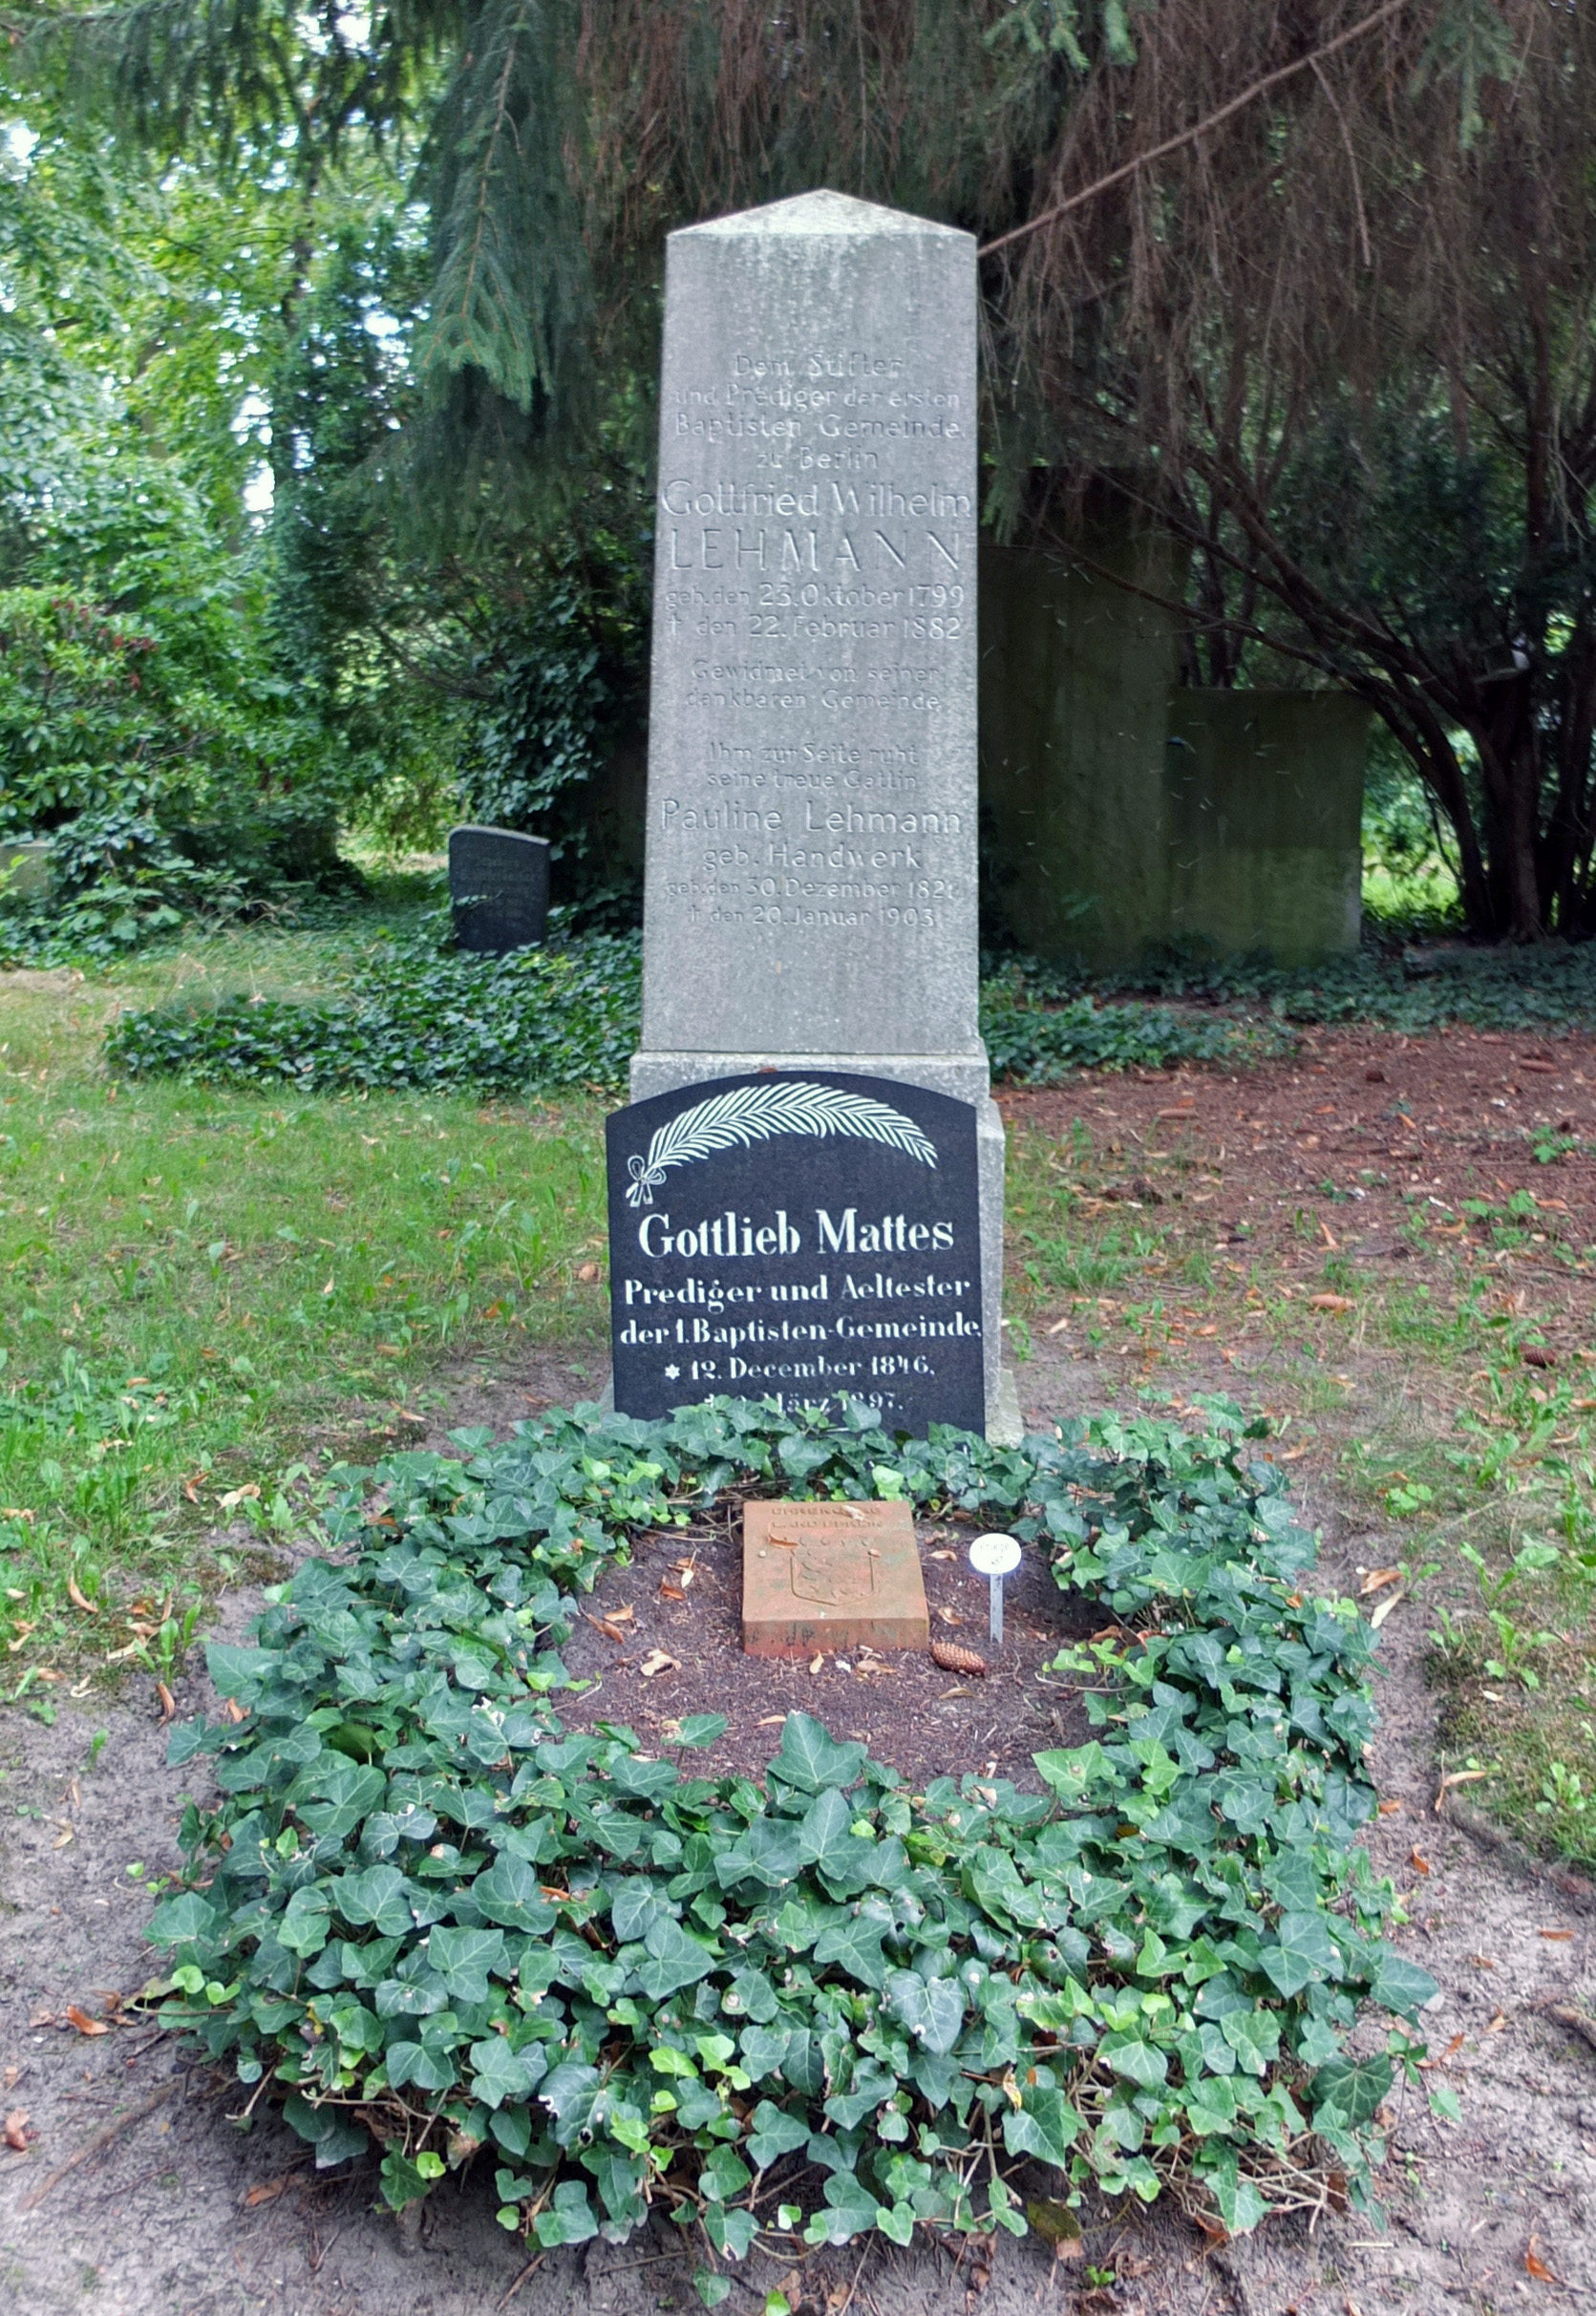 Dem Stifter
und Prediger der ersten
Baptisten Gemeinde
zu Berlin
Gottfried Wilhelm
LEHMANN
geb. den 23. Oktober 1799
† den 22. Februar 1882
Gewidmet von seiner
dankbaren Gemeinde
Ihm zur Seite ruht
seine treue Gattin
Pauline Lehmann
geb. Handwerk
geb. den 30. Dezember 1821
† den 20. Januar 1903
Gottlieb Mattes
Prediger und Aeltester
der 1. Baptisten-Gemeinde,
* 12. December 1846,
März 1897.
EHRENGRAB
LAND BERLIN